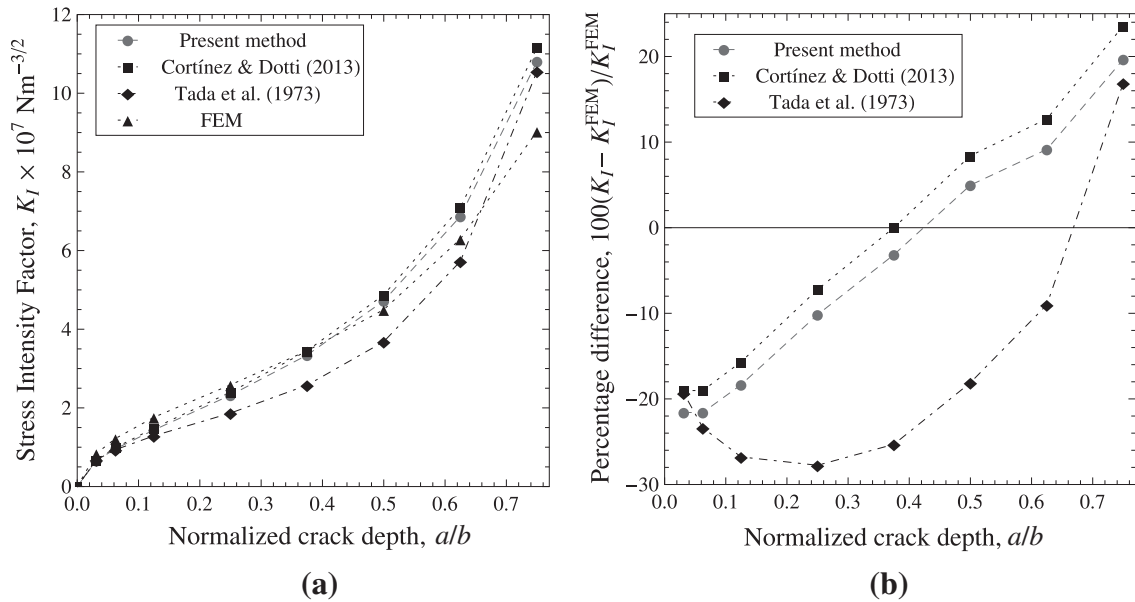 12
10
8
6
4
2
0
Stress Intensity Factor, K_I × 10^7 Nm^{−3/2}
Present method
Cortínez & Dotti (2013)
Tada et al. (1973)
FEM
0.0 0.1 0.2 0.3 0.4 0.5 0.6 0.7
Normalized crack depth, a/b
(a)
20
10
0
−10
−20
−30
Percentage difference, 100(K_I − K_I^{FEM})/K_I^{FEM}
Present method
Cortínez & Dotti (2013)
Tada et al. (1973)
0.0 0.1 0.2 0.3 0.4 0.5 0.6 0.7
Normalized crack depth, a/b
(b)